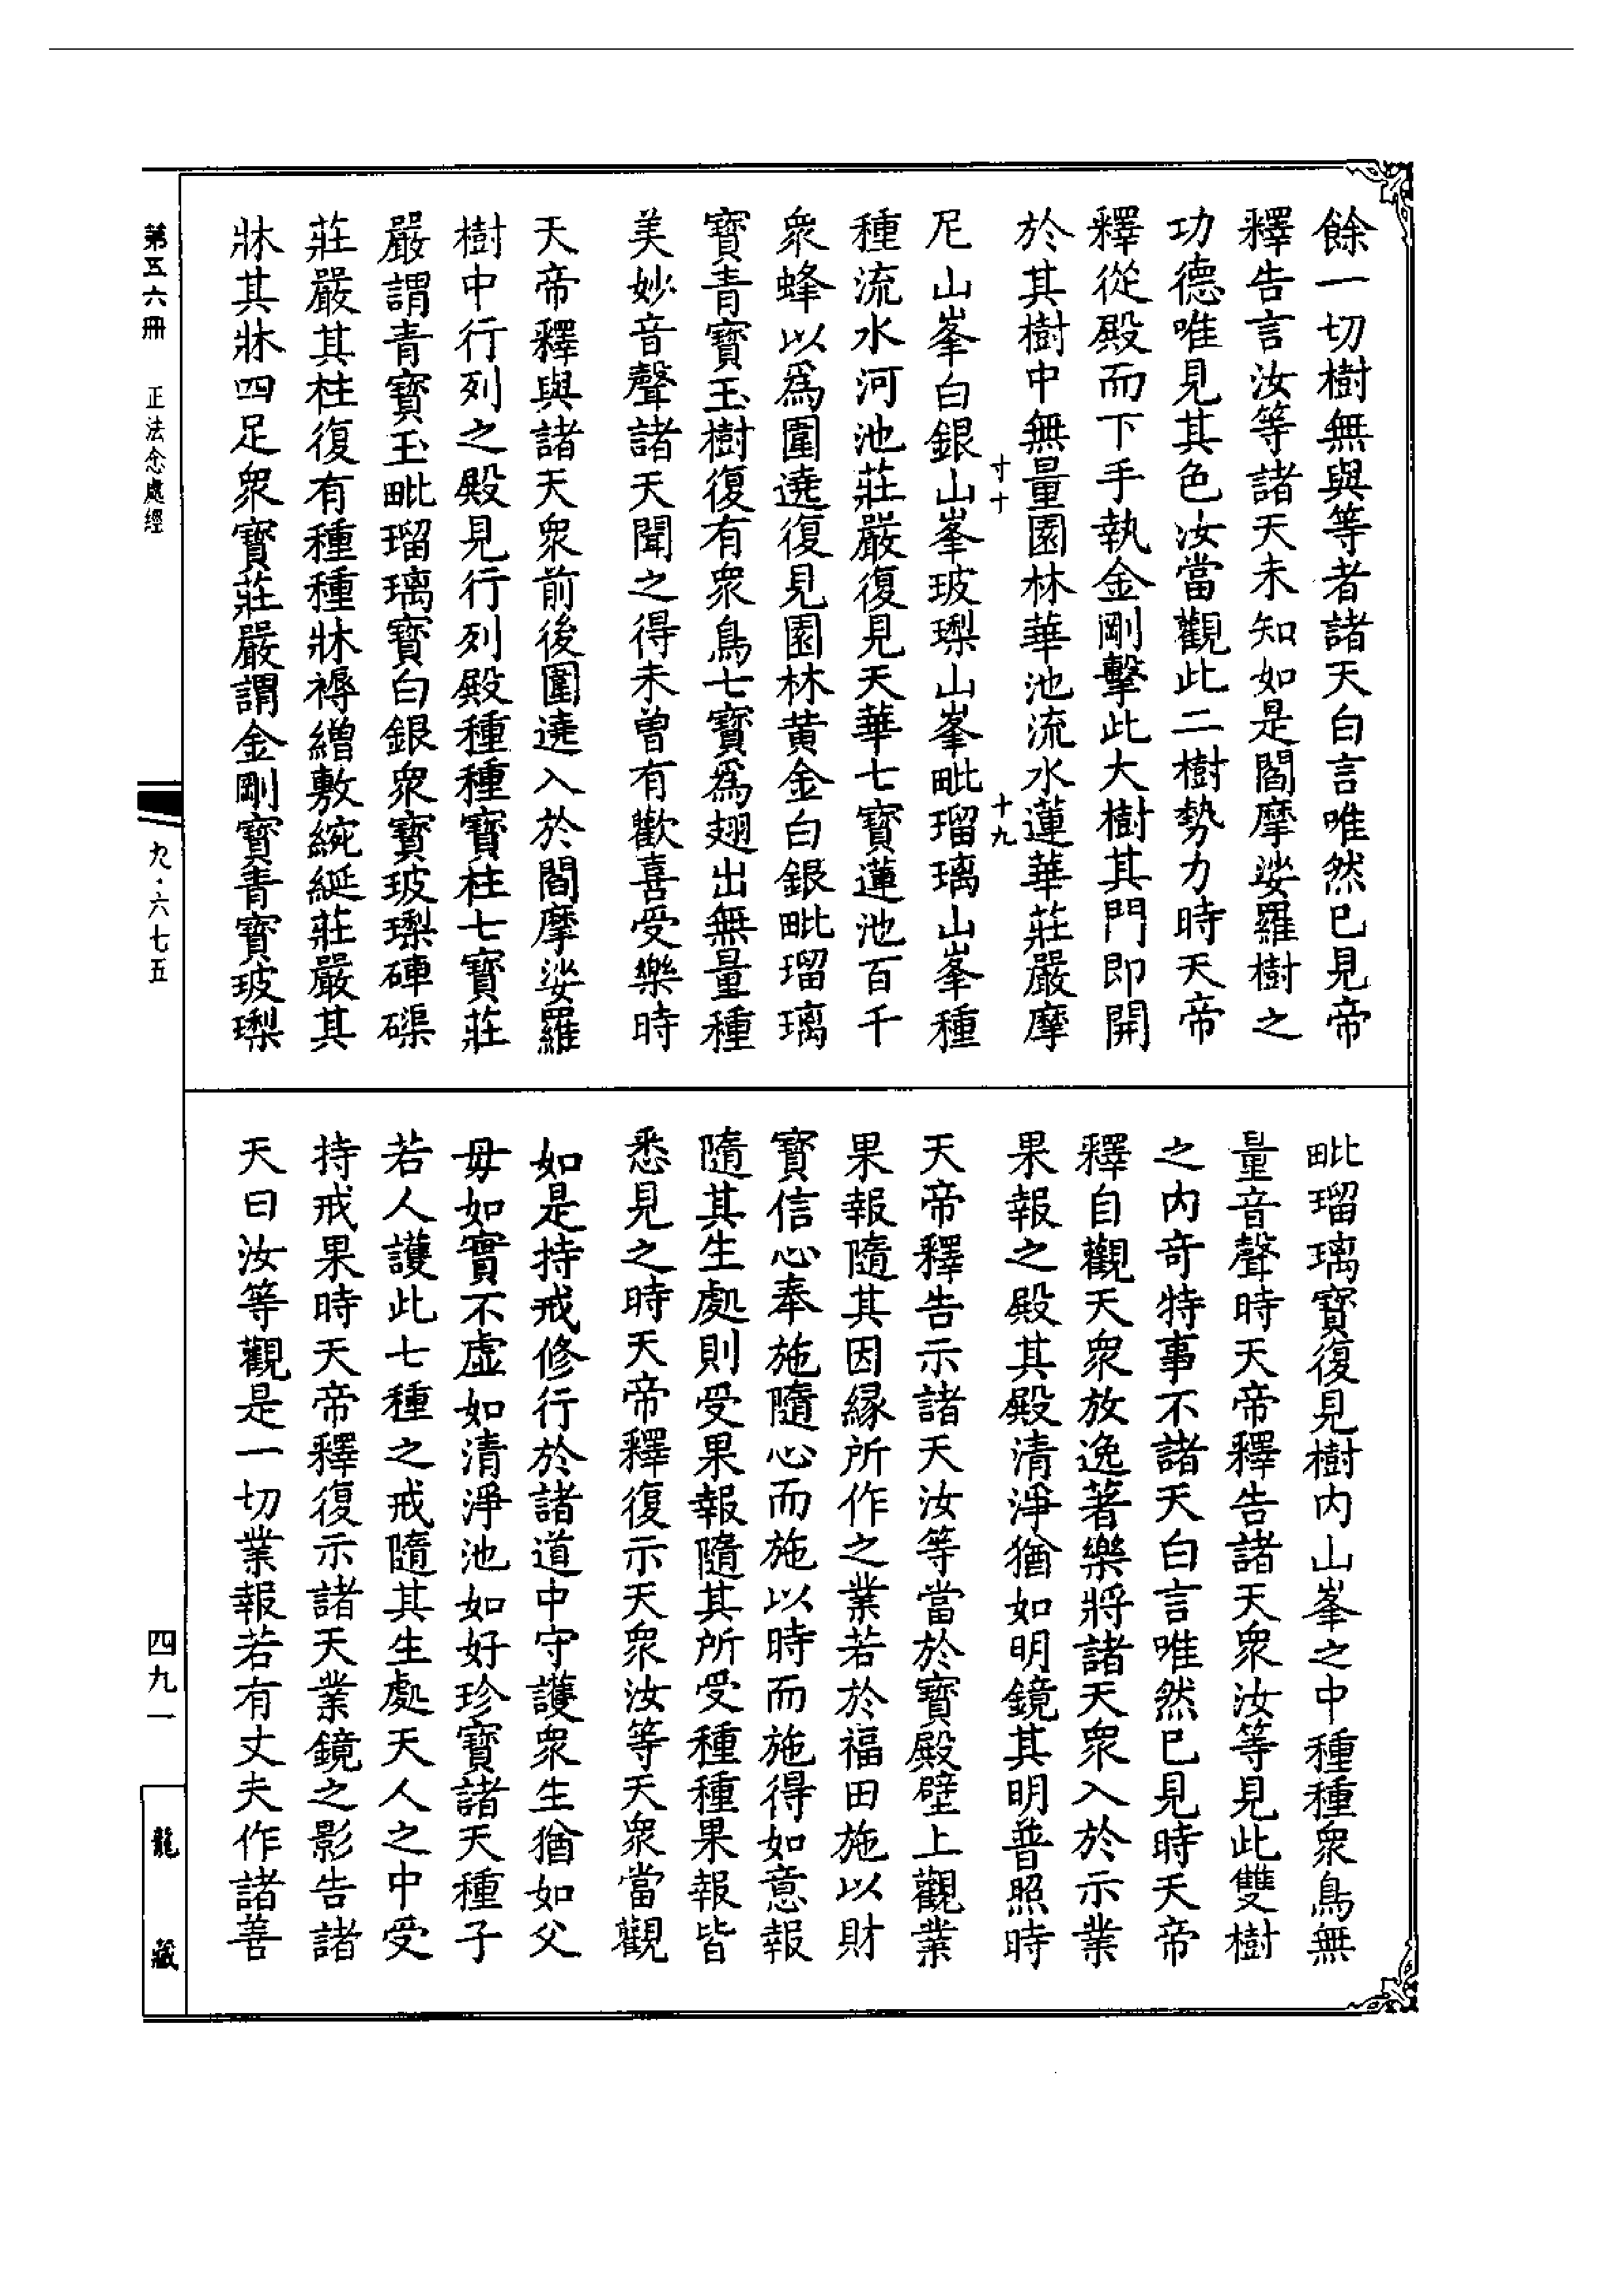 餘一切樹無與等者諸天白言唯然已見帝
釋告言汝等諸天未知如是閻摩娑羅樹之
功德唯見其色汝當觀此二樹勢力時天帝
釋從殿而下手執金剛擊此大樹其門即開
於其樹中無量園林華池流水蓮華莊嚴摩
寸十
十九
尼山峯白銀山峯玻瓈山峯毗瑠璃山峯種
種流水河池莊嚴復見天華七寶蓮池百千
衆蜂以爲圍遶復見園林黄金白銀毗瑠璃
寶青寶玉樹復有衆鳥七寶爲翅出無量種
美妙音聲諸天聞之得未曾有歡喜受樂時
天帝釋與諸天衆前後圍遶入於閻摩娑羅
樹中行列之殿見行列殿種種寶柱七寶莊
嚴謂青寶玉毗瑠璃寶白銀衆寶玻瓈硨磲
莊嚴其柱復有種種牀褥繒敷綩綖莊嚴其
牀其牀四足衆寶莊嚴謂金剛寶青寶玻瓈
毗瑠璃寶復見樹内山峯之中種種衆鳥無
量音聲時天帝釋告諸天衆汝等見此雙樹
之内奇特事不諸天白言唯然已見時天帝
釋自觀天衆放逸著樂將諸天衆入於示業
果報之殿其殿清淨猶如明鏡其明普照時
天帝釋告示諸天汝等當於寶殿壁上觀業
果報隨其因緣所作之業若於福田施以財
寶信心奉施隨心而施以時而施得如意報
隨其生處則受果報隨其所受種種果報皆
悉見之時天帝釋復示天衆汝等天衆當觀
如是持戒修行於諸道中守護衆生猶如父
母如實不虛如清淨池如好珍寶諸天種子
若人護此七種之戒隨其生處天人之中受
持戒果時天帝釋復示諸天業鏡之影告諸
天曰汝等觀是一切業報若有丈夫作諸善
第五六冊 正法念處經
九·六七五
四九一
龍藏